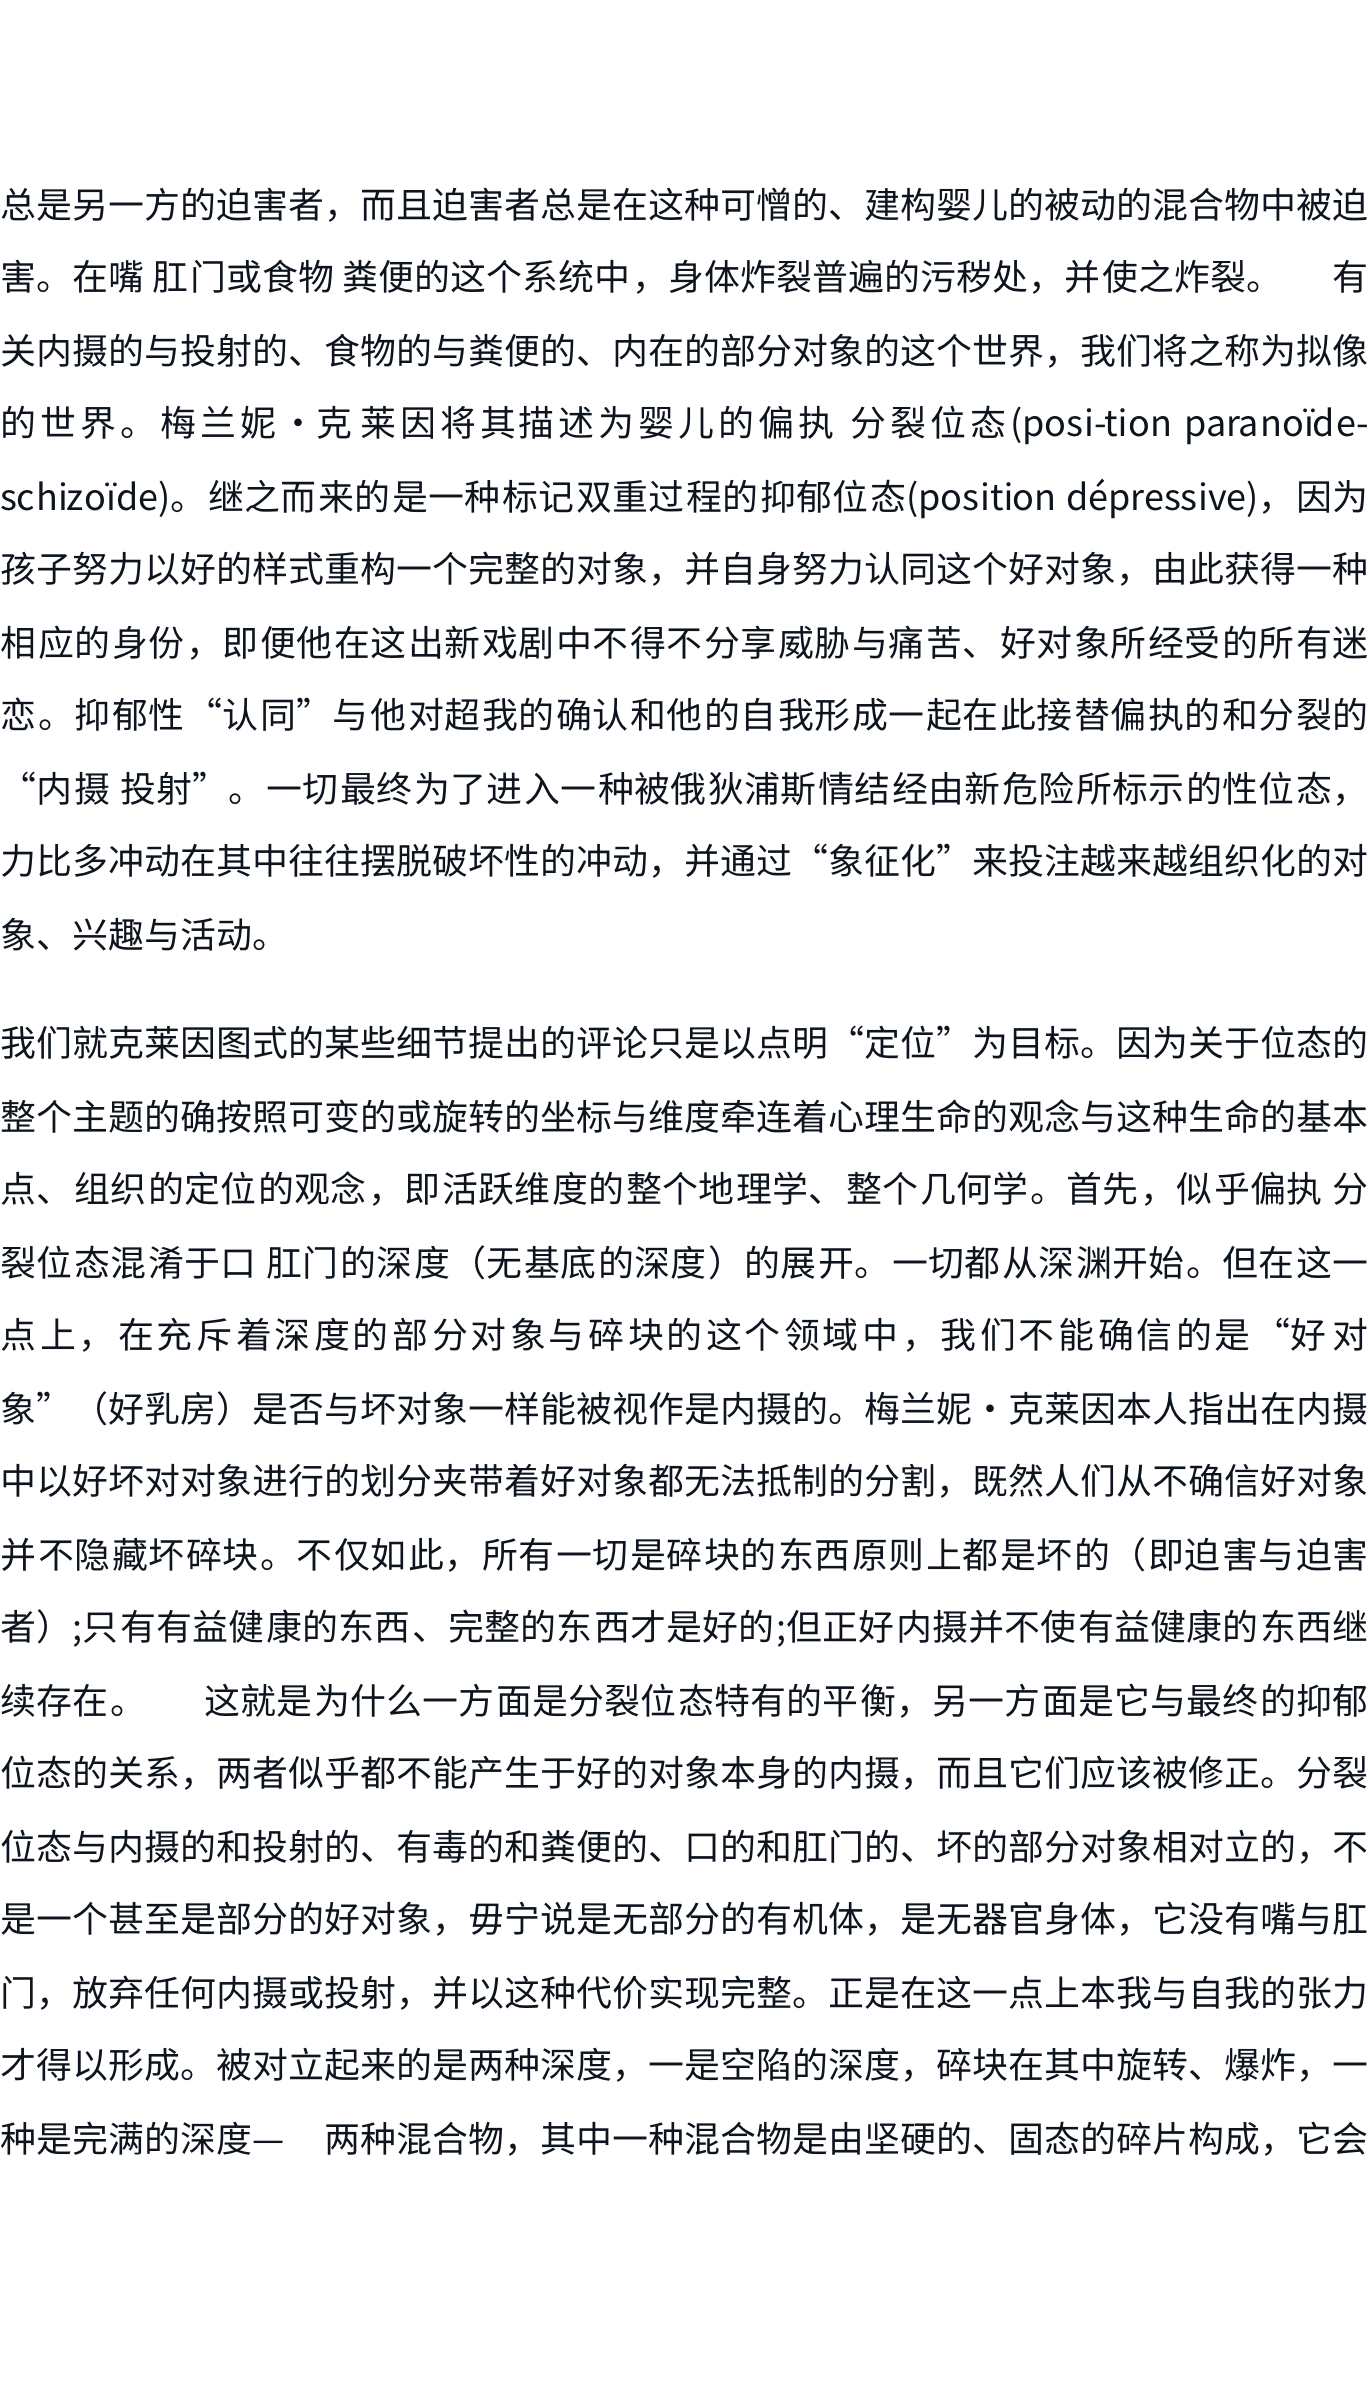 总是另一方的迫害者，而且迫害者总是在这种可憎的、建构婴儿的被动的混合物中被迫
害。在嘴 肛门或食物 粪便的这个系统中，身体炸裂普遍的污秽处，并使之炸裂。　　有
关内摄的与投射的、食物的与粪便的、内在的部分对象的这个世界，我们将之称为拟像
的世界。梅兰妮・克莱因将其描述为婴儿的偏执 分裂位态(posi-tion paranoïde-
schizoïde)。继之而来的是一种标记双重过程的抑郁位态(position dépressive)，因为
孩子努力以好的样式重构一个完整的对象，并自身努力认同这个好对象，由此获得一种
相应的身份，即便他在这出新戏剧中不得不分享威胁与痛苦、好对象所经受的所有迷
恋。抑郁性“认同”与他对超我的确认和他的自我形成一起在此接替偏执的和分裂的
“内摄 投射”。一切最终为了进入一种被俄狄浦斯情结经由新危险所标示的性位态，
力比多冲动在其中往往摆脱破坏性的冲动，并通过“象征化”来投注越来越组织化的对
象、兴趣与活动。
我们就克莱因图式的某些细节提出的评论只是以点明“定位”为目标。因为关于位态的
整个主题的确按照可变的或旋转的坐标与维度牵连着心理生命的观念与这种生命的基本
点、组织的定位的观念，即活跃维度的整个地理学、整个几何学。首先，似乎偏执 分
裂位态混淆于口 肛门的深度（无基底的深度）的展开。一切都从深渊开始。但在这一
点上，在充斥着深度的部分对象与碎块的这个领域中，我们不能确信的是“好对
象”（好乳房）是否与坏对象一样能被视作是内摄的。梅兰妮・克莱因本人指出在内摄
中以好坏对对象进行的划分夹带着好对象都无法抵制的分割，既然人们从不确信好对象
并不隐藏坏碎块。不仅如此，所有一切是碎块的东西原则上都是坏的（即迫害与迫害
者）;只有有益健康的东西、完整的东西才是好的;但正好内摄并不使有益健康的东西继
续存在。　　这就是为什么一方面是分裂位态特有的平衡，另一方面是它与最终的抑郁
位态的关系，两者似乎都不能产生于好的对象本身的内摄，而且它们应该被修正。分裂
位态与内摄的和投射的、有毒的和粪便的、口的和肛门的、坏的部分对象相对立的，不
是一个甚至是部分的好对象，毋宁说是无部分的有机体，是无器官身体，它没有嘴与肛
门，放弃任何内摄或投射，并以这种代价实现完整。正是在这一点上本我与自我的张力
才得以形成。被对立起来的是两种深度，一是空陷的深度，碎块在其中旋转、爆炸，一
种是完满的深度—　两种混合物，其中一种混合物是由坚硬的、固态的碎片构成，它会